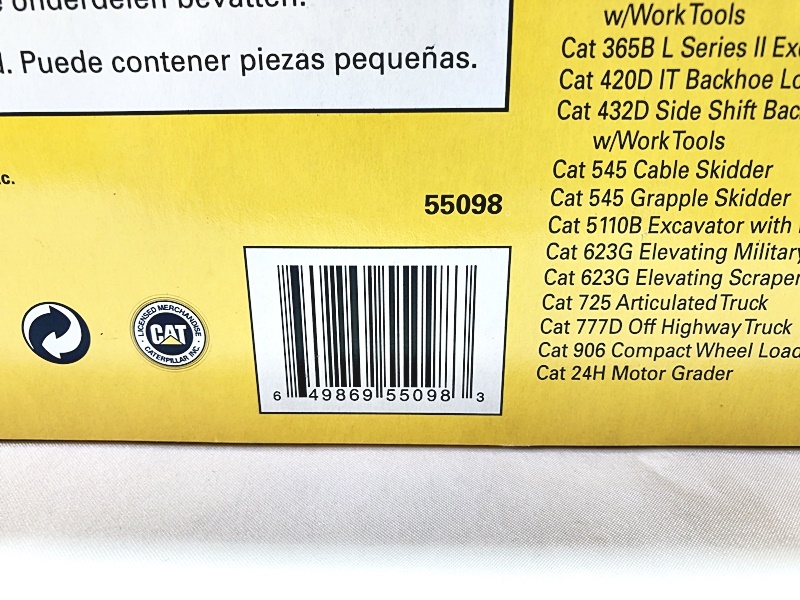 onderdelen bevatten.
. Puede contener piezas pequeñas.
c.
55098
LICENSED MERCHANDISE
CAT
CATERPILLAR INC.
6 49869 55098 3
w/Work Tools
Cat 365B L Series II
Cat 420D IT Backhoe
Cat 432D Side Shift
w/Work Tools
Cat 545 Cable Skidder
Cat 545 Grapple Skidder
Cat 5110B Excavator with
Cat 623G Elevating Military
Cat 623G Elevating Scraper
Cat 725 Articulated Truck
Cat 777D Off Highway Truck
Cat 906 Compact Wheel
Cat 24H Motor Grader